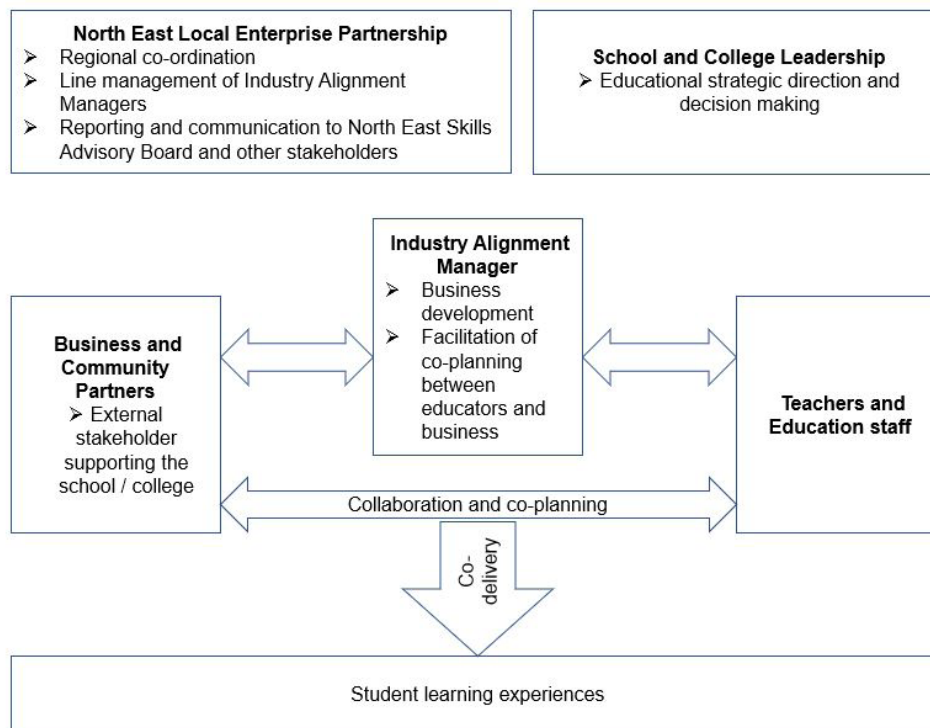 North East Local Enterprise Partnership
➢ Regional co-ordination
➢ Line management of Industry Alignment
Managers
➢ Reporting and communication to North East Skills
Advisory Board and other stakeholders
School and College Leadership
➢ Educational strategic direction and
decision making
Industry Alignment
Manager
➢ Business
development
➢ Facilitation of
co-planning
between
educators and
business
Business and
Community
Partners
➢ External
stakeholder
supporting the
school / college
Teachers and
Education staff
Collaboration and co-planning
Co-
delivery
Student learning experiences